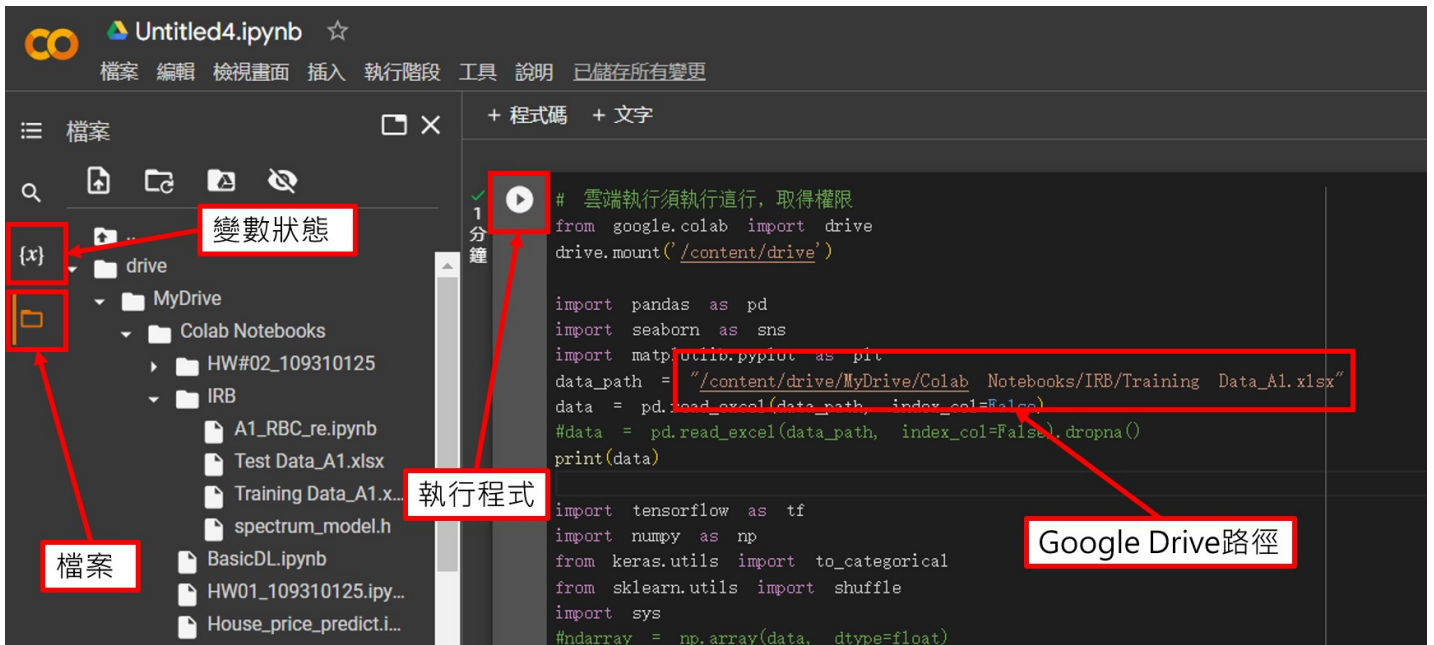 Untitled4.ipynb
檔案 編輯 檢視畫面 插入 執行階段 工具 說明 已儲存所有變更
檔案
+ 程式碼 + 文字
變數狀態
{x}
..
drive
MyDrive
Colab Notebooks
HW#02_109310125
IRB
A1_RBC_re.ipynb
Test Data_A1.xlsx
Training Data_A1.x...
spectrum_model.h
BasicDL.ipynb
HW01_109310125.ipy...
House_price_predict.i...
檔案
1
分
鐘
# 雲端執行須執行這行，取得權限
from google.colab import drive
drive.mount('/content/drive')
import pandas as pd
import seaborn as sns
import matplotlib.pyplot as plt
data_path = "/content/drive/MyDrive/Colab Notebooks/IRB/Training Data_A1.xlsx"
data = pd.read_excel(data_path, index_col=False)
#data = pd.read_excel(data_path, index_col=False).dropna()
print(data)
執行程式
import tensorflow as tf
import numpy as np
from keras.utils import to_categorical
from sklearn.utils import shuffle
import sys
#ndarray = np.array(data, dtype=float)
Google Drive路徑